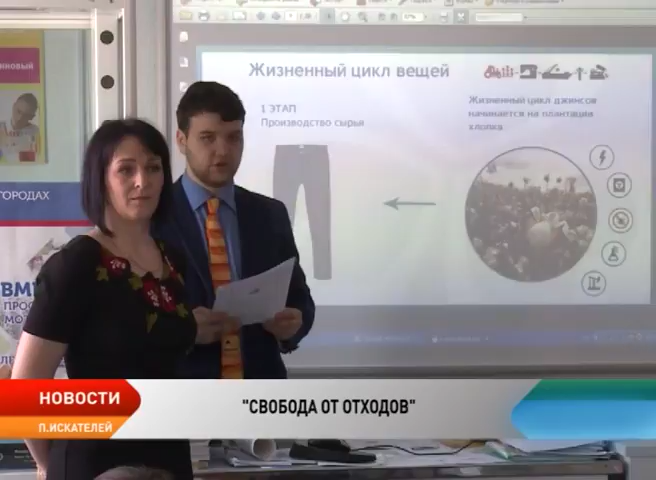 Жизненный цикл вещей
1 ЭТАП
Производство сырья
Жизненный цикл джинсов
начинается на плантации
хлопка
ГОРОДАХ
НОВОСТИ
П.ИСКАТЕЛЕЙ
"СВОБОДА ОТ ОТХОДОВ"